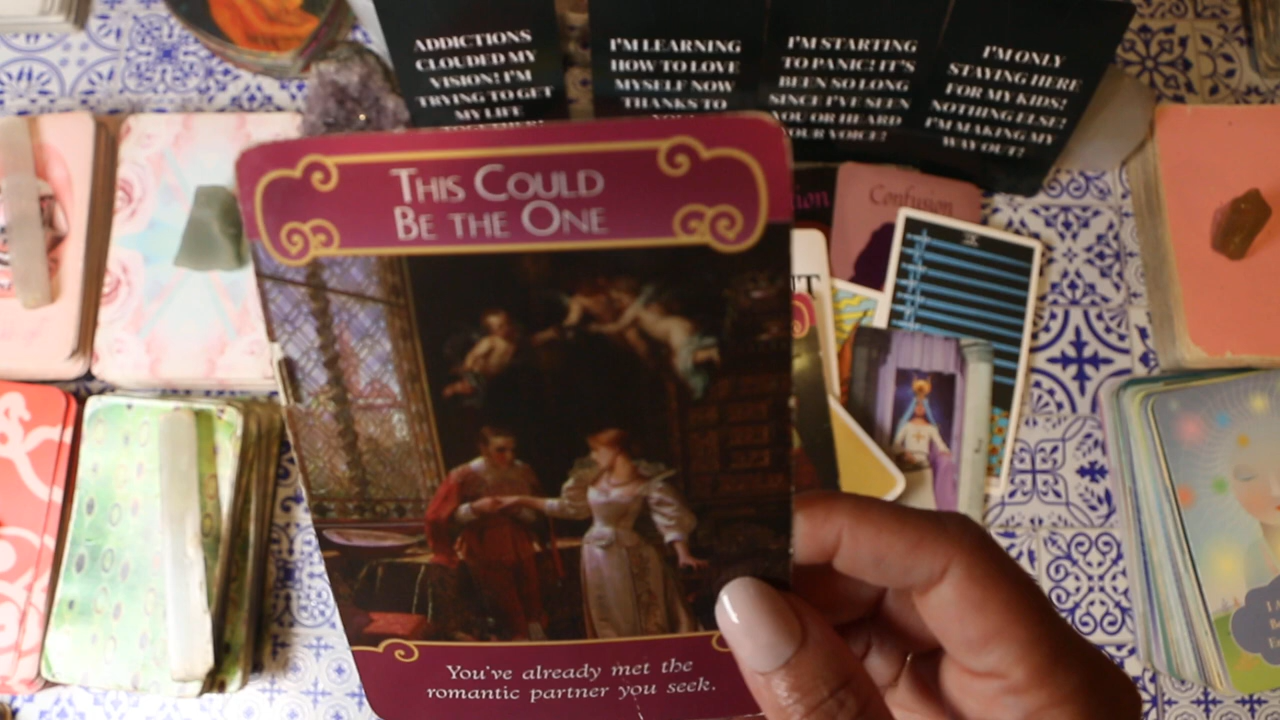 ADDICTIONS
CLOUDED MY
VISION! I'M
TRYING TO GET
MY LIFE
TOGETHER!
I'M LEARNING
HOW TO LOVE
MYSELF NOW
THANKS TO
I'M STARTING
TO PANIC! IT'S
BEEN SO LONG
SINCE I'VE SEEN
YOU OR HEARD
YOUR VOICE!
I'M ONLY
STAYING HERE
FOR MY KIDS!
NOTHING ELSE!
I'M MAKING MY
WAY OUT!
THIS COULD
BE THE ONE
Confusion
You've already met the
romantic partner you seek.